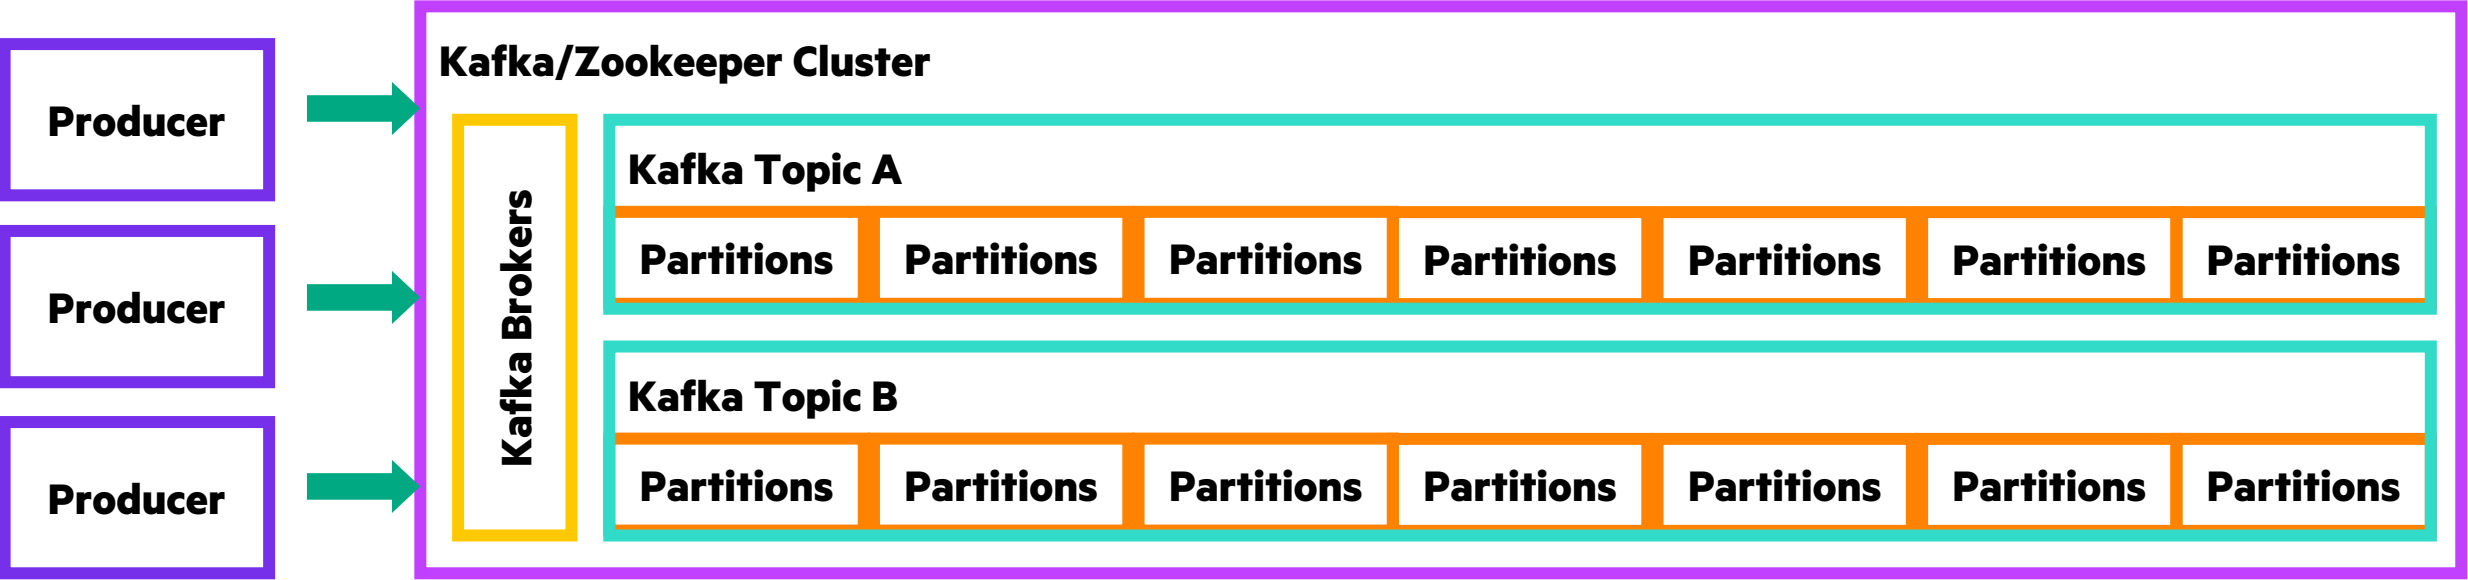 Producer
Producer
Producer
Kafka/Zookeeper Cluster
Kafka Brokers
Kafka Topic A
Partitions Partitions Partitions Partitions Partitions Partitions Partitions
Kafka Topic B
Partitions Partitions Partitions Partitions Partitions Partitions Partitions